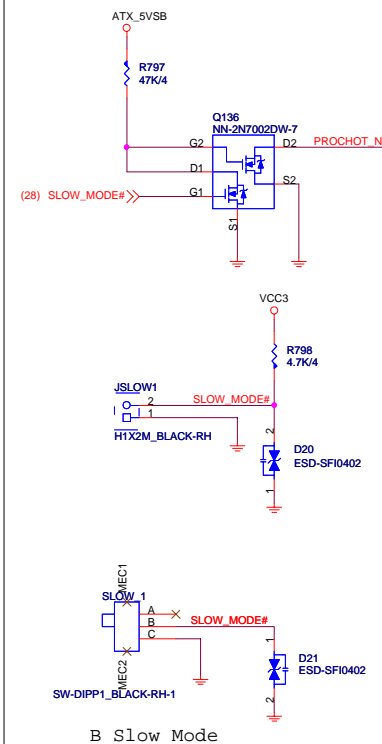 ATX_5VSB
R797
47K/4
Q136
NN-2N7002DW-7
G2
D2
PROCHOT_N
D1
S2
(28) SLOW_MODE#
G1
S1
VCC3
R798
4.7K/4
JSLOW1
2
SLOW_MODE#
1
H1X2M_BLACK-RH
2
D20
ESD-SFI0402
1
MEC1
SLOW_1
A
B
SLOW_MODE#
C
1
D21
ESD-SFI0402
2
MEC2
SW-DIPP1_BLACK-RH-1
B Slow Mode